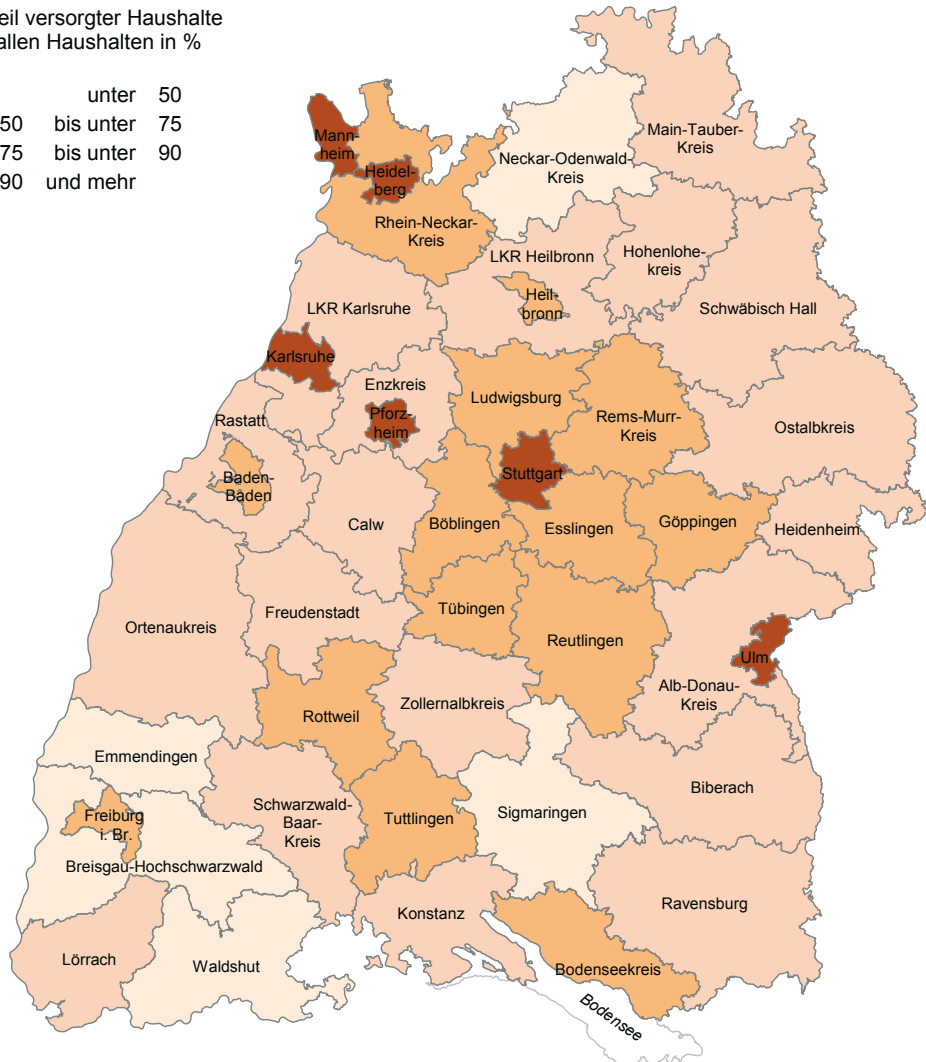 eil versorgter Haushalte
allen Haushalten in %
unter 50
50 bis unter 75
75 bis unter 90
90 und mehr
Mann-
heim
Heidel-
berg
Rhein-Neckar-
Kreis
Neckar-Odenwald-
Kreis
Main-Tauber-
Kreis
LKR Heilbronn
Heil-
bronn
Hohenlohe-
kreis
Schwäbisch Hall
LKR Karlsruhe
Karlsruhe
Enzkreis
Pforz-
heim
Ludwigsburg
Rems-Murr-
Kreis
Ostalbkreis
Rastatt
Baden-
Baden
Stuttgart
Calw
Böblingen
Esslingen
Göppingen
Heidenheim
Ortenaukreis
Freudenstadt
Tübingen
Reutlingen
Ulm
Alb-Donau-
Kreis
Rottweil
Zollernalbkreis
Emmendingen
Biberach
Freiburg
i. Br.
Breisgau-Hochschwarzwald
Schwarzwald-
Baar-
Kreis
Tuttlingen
Sigmaringen
Konstanz
Ravensburg
Lörrach
Waldshut
Bodenseekreis
Bodensee